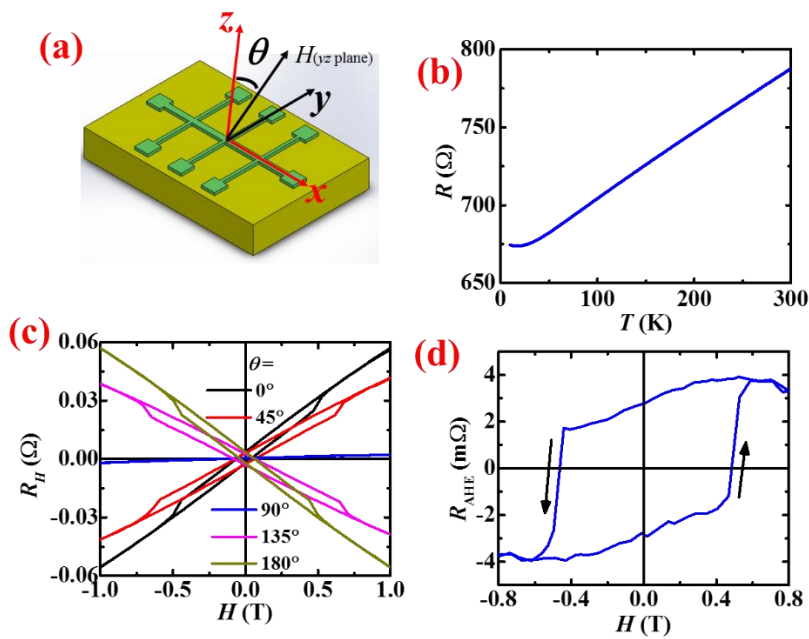 (a)
z
θ
H(yz plane)
y
x
(b)
800
750
700
650
R (Ω)
0
100
200
300
T (K)
(c)
0.06
0.03
0.00
-0.03
-0.06
R_H (Ω)
θ =
0°
45°
90°
135°
180°
-1.0
-0.5
0.0
0.5
1.0
H (T)
(d)
4
2
0
-2
-4
R_AHE (mΩ)
-0.8
-0.4
0.0
0.4
0.8
H (T)